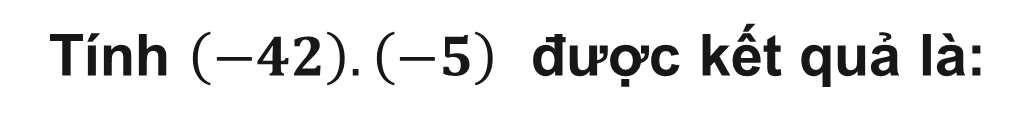 Tính (−42). (−5) được kết quả là: